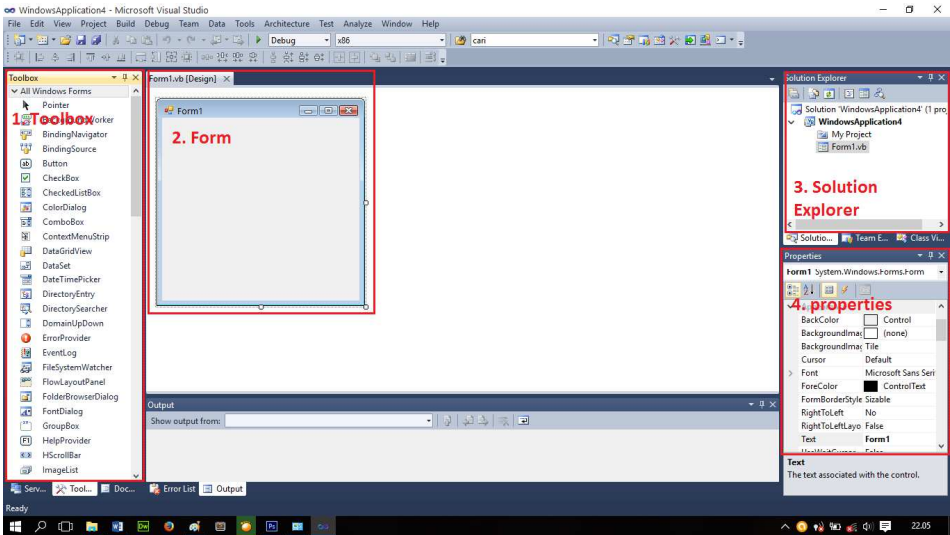 WindowsApplication4 - Microsoft Visual Studio
File Edit View Project Build Debug Team Data Tools Architecture Test Analyze Window Help
Debug x86 cari
Toolbox
All Windows Forms
Pointer
1. Toolbox
BindingNavigator
BindingSource
Button
CheckBox
CheckedListBox
ColorDialog
ComboBox
ContextMenuStrip
DataGridView
DataSet
DateTimePicker
DirectoryEntry
DirectorySearcher
DomainUpDown
ErrorProvider
EventLog
FileSystemWatcher
FlowLayoutPanel
FolderBrowserDialog
FontDialog
GroupBox
HelpProvider
HScrollBar
ImageList
Serv... Tool... Doc...
Form1.vb [Design]
Form1
2. Form
Output
Show output from:
Error List Output
Solution Explorer
Solution 'WindowsApplication4' (1 proj
WindowsApplication4
My Project
Form1.vb
3. Solution
Explorer
Solutio... Team E... Class Vi...
Properties
Form1 System.Windows.Forms.Form
4. properties
BackColor Control
BackgroundImag (none)
BackgroundImag Tile
Cursor Default
Font Microsoft Sans Seri
ForeColor ControlText
FormBorderStyle Sizable
RightToLeft No
RightToLeftLayo False
Text Form1
Text
The text associated with the control.
Ready
22.05